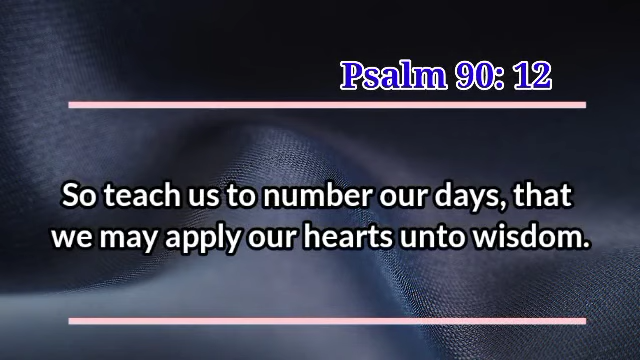 Psalm 90: 12
So teach us to number our days, that
we may apply our hearts unto wisdom.